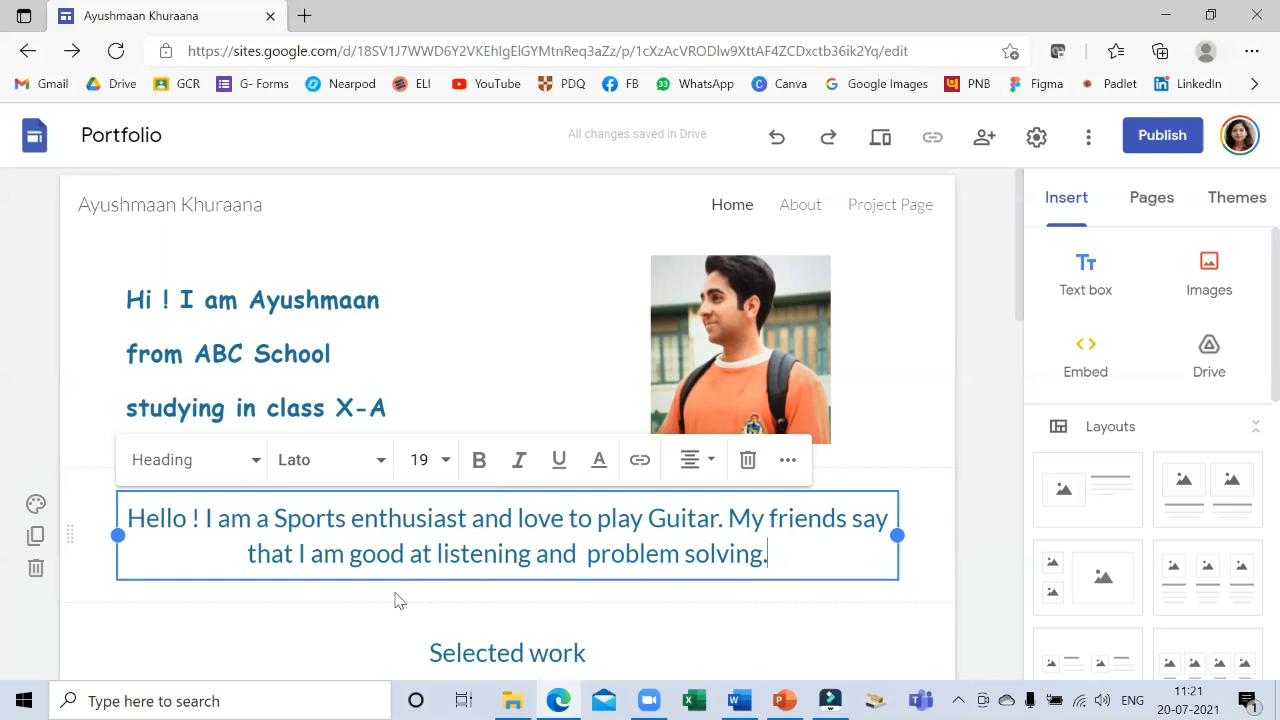 Ayushmaan Khuraana
https://sites.google.com/d/18SV1J7WWD6Y2VKEhIgElGYMtnReq3aZz/p/1cXzAcVRODlw9XttAF4ZCDxctb36ik2Yq/edit
Gmail Drive GCR G- Forms Nearpod ELI YouTube PDQ FB WhatsApp Canva Google Images PNB Figma Padlet LinkedIn
Portfolio
All changes saved in Drive
Publish
Ayushmaan Khuraana
Home About Project Page
Insert Pages Themes
Hi ! I am Ayushmaan
from ABC School
studying in class X-A
Text box Images
Embed Drive
Layouts
Heading Lato 19 B I U A
Hello ! I am a Sports enthusiast and love to play Guitar. My friends say
that I am good at listening and  problem solving.
Selected work
Type here to search
ENG
11:21
20-07-2021